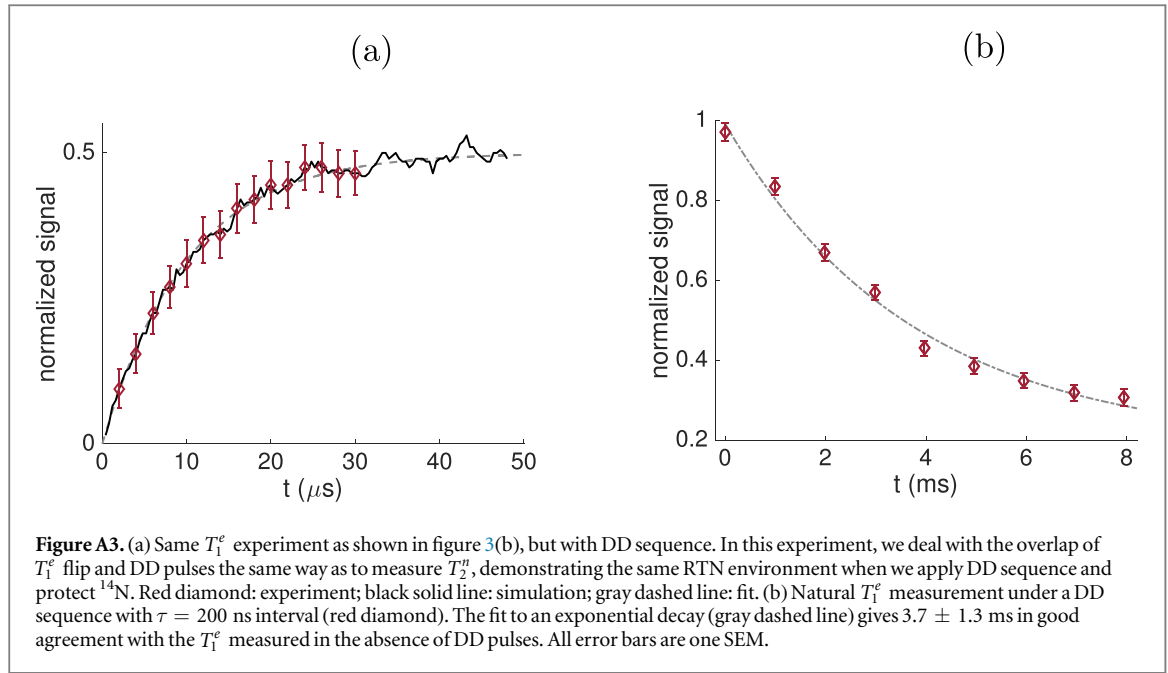 (a)
(b)
normalized signal
0.5
0
0
10
20
30
40
50
t (μs)
normalized signal
1
0.8
0.6
0.4
0.2
0
2
4
6
8
t (ms)
Figure A3. (a) Same T₁ᵉ experiment as shown in figure 3(b), but with DD sequence. In this experiment, we deal with the overlap of
T₁ᵉ flip and DD pulses the same way as to measure T₂ⁿ, demonstrating the same RTN environment when we apply DD sequence and
protect ¹⁴N. Red diamond: experiment; black solid line: simulation; gray dashed line: fit. (b) Natural T₁ᵉ measurement under a DD
sequence with τ = 200 ns interval (red diamond). The fit to an exponential decay (gray dashed line) gives 3.7 ± 1.3 ms in good
agreement with the T₁ᵉ measured in the absence of DD pulses. All error bars are one SEM.